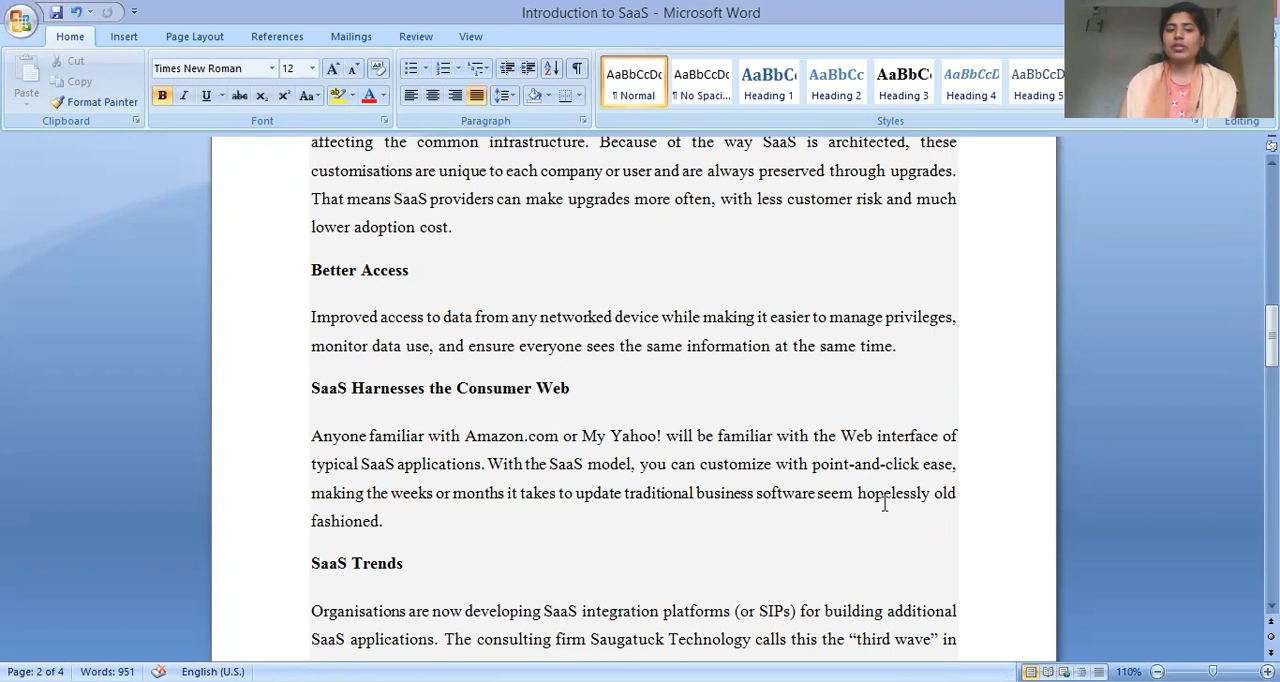 Introduction to SaaS - Microsoft Word
Home
Insert
Page Layout
References
Mailings
Review
View
Paste
Cut
Copy
Format Painter
Clipboard
Times New Roman
12
Font
Paragraph
AaBbCcDc
¶ Normal
AaBbCcDc
¶ No Spaci...
AaBbC
Heading 1
AaBbCc
Heading 2
AaBbCc
Heading 3
AaBbCcD
Heading 4
AaBbCcD
Heading 5
Styles
Editing
affecting the common infrastructure. Because of the way SaaS is architected, these
customisations are unique to each company or user and are always preserved through upgrades.
That means SaaS providers can make upgrades more often, with less customer risk and much
lower adoption cost.
Better Access
Improved access to data from any networked device while making it easier to manage privileges,
monitor data use, and ensure everyone sees the same information at the same time.
SaaS Harnesses the Consumer Web
Anyone familiar with Amazon.com or My Yahoo! will be familiar with the Web interface of
typical SaaS applications. With the SaaS model, you can customize with point-and-click ease,
making the weeks or months it takes to update traditional business software seem hopelessly old
fashioned.
SaaS Trends
Organisations are now developing SaaS integration platforms (or SIPs) for building additional
SaaS applications. The consulting firm Saugatuck Technology calls this the “third wave” in
Page: 2 of 4
Words: 951
English (U.S.)
110%